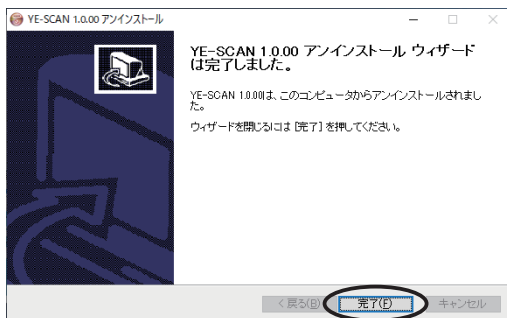 YE-SCAN 1.0.00 アンインストール
YE-SCAN 1.0.00 アンインストール ウィザード
は完了しました。
YE-SCAN 1.0.00は、このコンピュータからアンインストールされまし
た。
ウィザードを閉じるには [完了] を押してください。
< 戻る(B) 完了(F) キャンセル